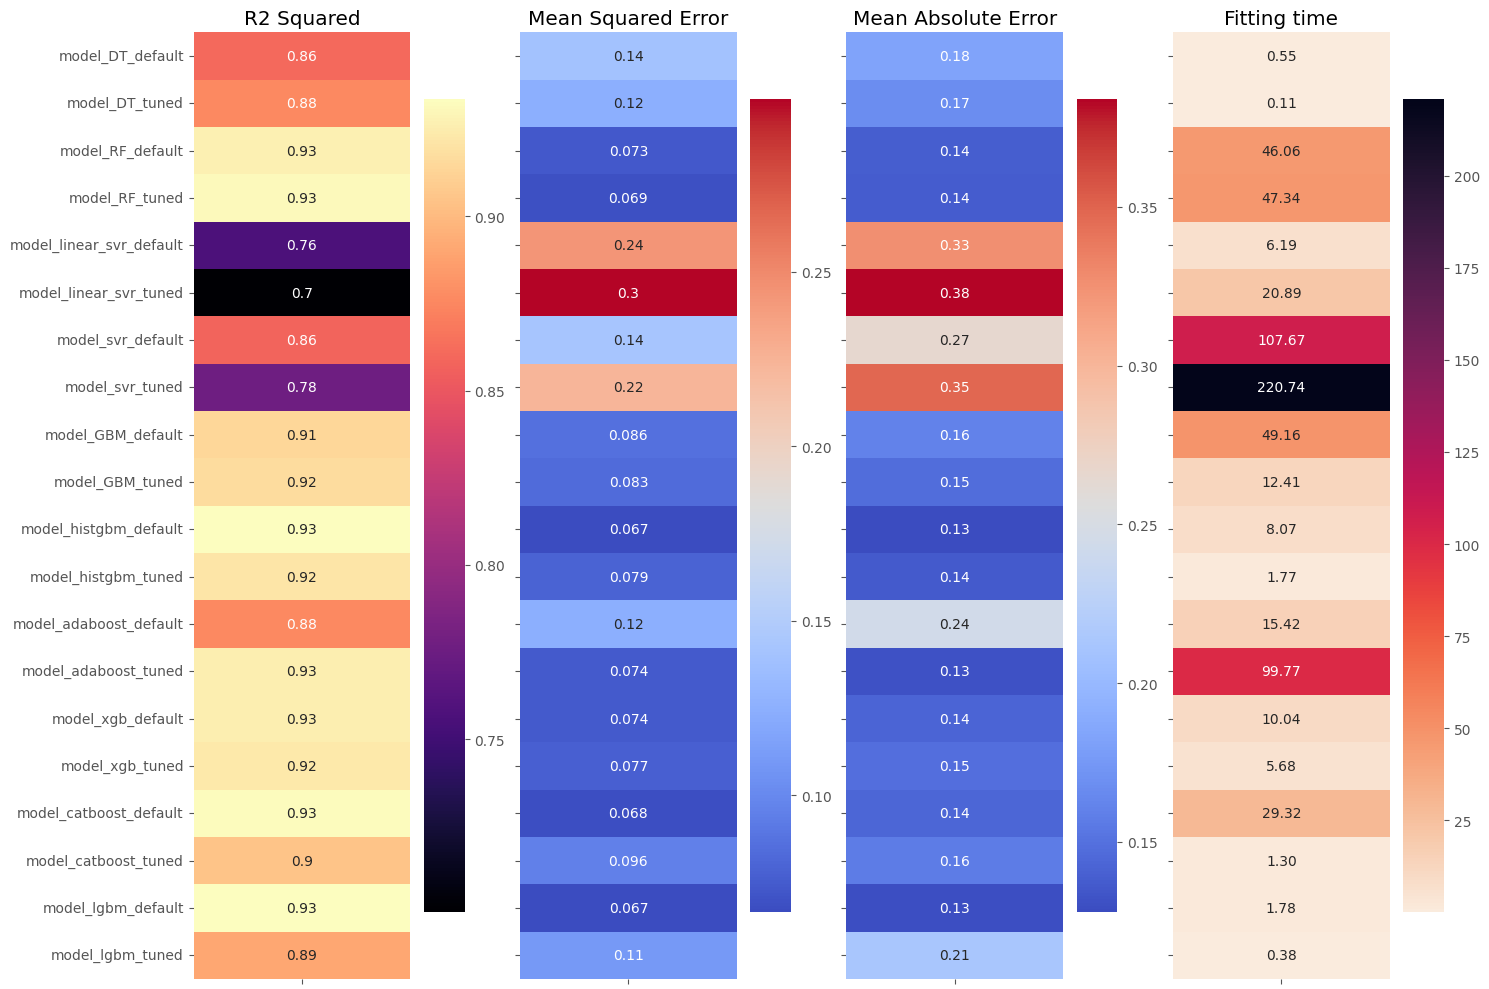 R2 Squared Mean Squared Error Mean Absolute Error Fitting time
model_DT_default 0.86 0.14 0.18 0.55
model_DT_tuned 0.88 0.12 0.17 0.11
model_RF_default 0.93 0.073 0.14 46.06
model_RF_tuned 0.93 0.069 0.14 47.34
model_linear_svr_default 0.76 0.24 0.33 6.19
model_linear_svr_tuned 0.7 0.3 0.38 20.89
model_svr_default 0.86 0.14 0.27 107.67
model_svr_tuned 0.78 0.22 0.35 220.74
model_GBM_default 0.91 0.086 0.16 49.16
model_GBM_tuned 0.92 0.083 0.15 12.41
model_histgbm_default 0.93 0.067 0.13 8.07
model_histgbm_tuned 0.92 0.079 0.14 1.77
model_adaboost_default 0.88 0.12 0.24 15.42
model_adaboost_tuned 0.93 0.074 0.13 99.77
model_xgb_default 0.93 0.074 0.14 10.04
model_xgb_tuned 0.92 0.077 0.15 5.68
model_catboost_default 0.93 0.068 0.14 29.32
model_catboost_tuned 0.9 0.096 0.16 1.30
model_lgbm_default 0.93 0.067 0.13 1.78
model_lgbm_tuned 0.89 0.11 0.21 0.38
0.90
0.85
0.80
0.75
0.25
0.20
0.15
0.10
0.35
0.30
0.25
0.20
0.15
200
175
150
125
100
75
50
25